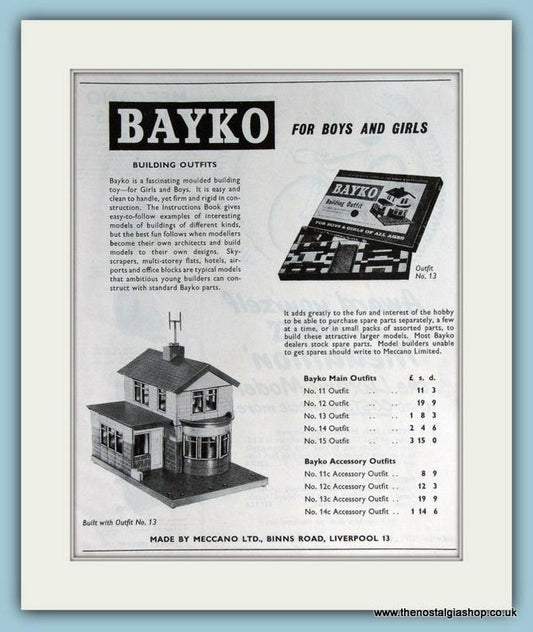 BAYKO
FOR BOYS AND GIRLS
BUILDING OUTFITS
Bayko is a fascinating moulded building
toy—for Girls and Boys. It is easy and
clean to handle, yet firm and rigid in con-
struction. The Instructions Book gives
easy-to-follow examples of interesting
models of buildings of different kinds,
but the best fun follows when modellers
become their own architects and build
models to their own designs. Sky-
scrapers, multi-storey flats, hotels, air-
ports and office blocks are typical models
that ambitious young builders can con-
struct with standard Bayko parts.
BAYKO
Building Outfit
FOR BOYS & GIRLS OF ALL AGES
Outfit
No. 13
It adds greatly to the fun and interest of the hobby
to be able to purchase spare parts separately, a few
at a time, or in small packs of assorted parts, to
build these attractive larger models. Most Bayko
dealers stock spare parts. Model builders unable
to get spares should write to Meccano Limited.
Bayko Main Outfits £ s. d.
No. 11 Outfit .. .. 11 3
No. 12 Outfit .. .. 19 9
No. 13 Outfit .. .. 1 8 3
No. 14 Outfit .. .. 2 4 6
No. 15 Outfit .. .. 3 15 0
Bayko Accessory Outfits
No. 11c Accessory Outfit .. 8 9
No. 12c Accessory Outfit .. 12 3
No. 13c Accessory Outfit .. 19 9
No. 14c Accessory Outfit .. 1 14 6
Built with Outfit No. 13
MADE BY MECCANO LTD., BINNS ROAD, LIVERPOOL 13
www.thenostalgiashop.co.uk